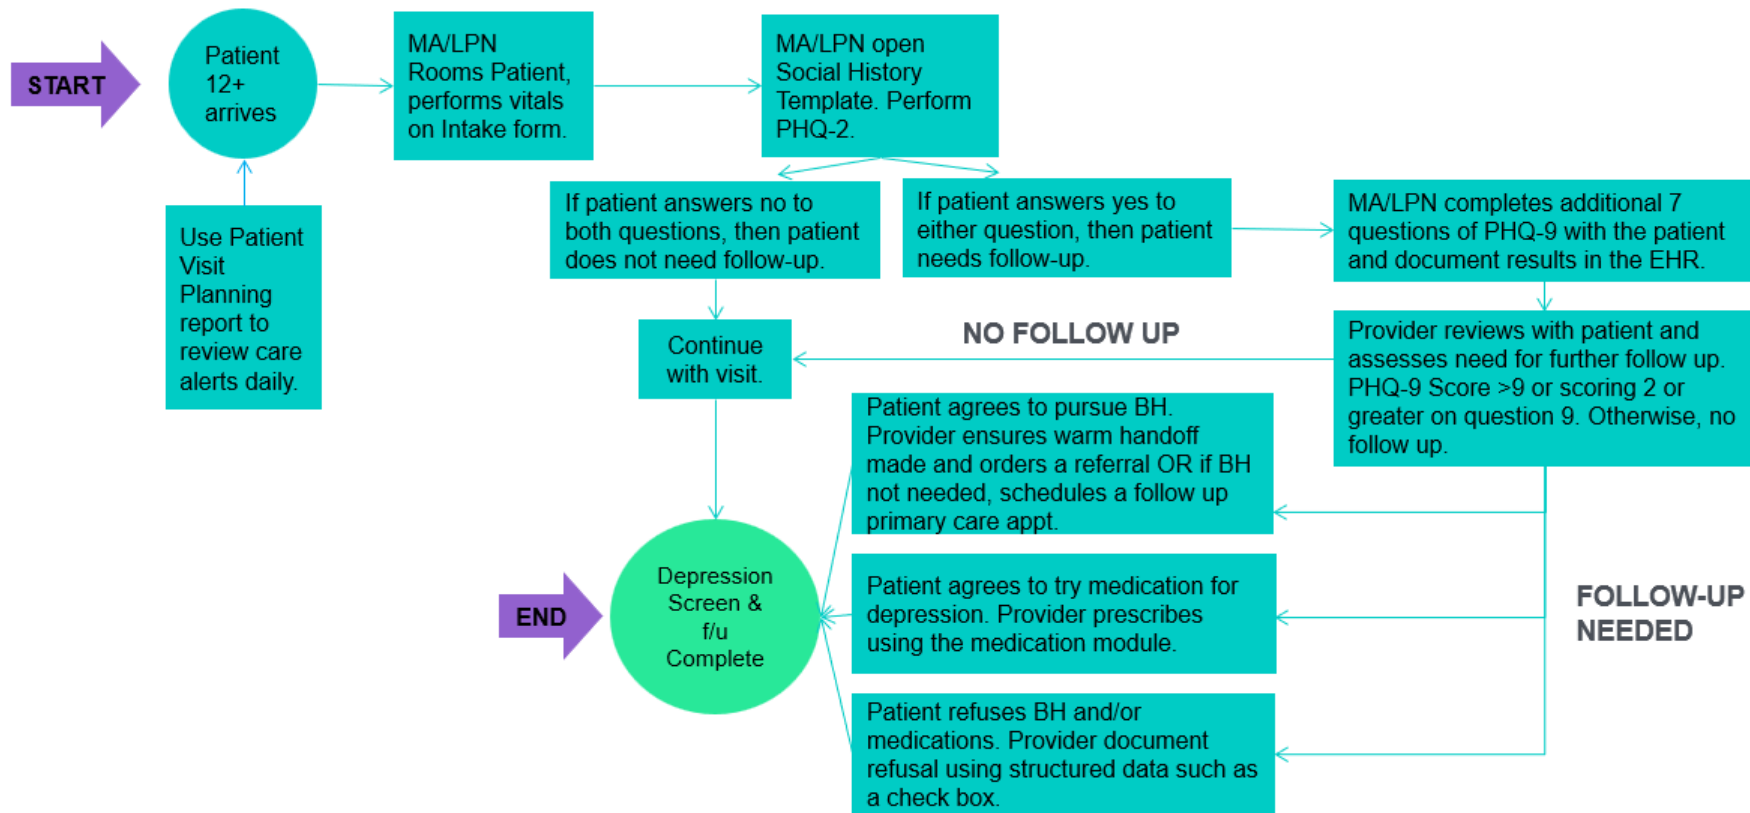 START
Patient
12+
arrives
MA/LPN
Rooms Patient,
performs vitals
on Intake form.
MA/LPN open
Social History
Template. Perform
PHQ-2.
Use Patient
Visit
Planning
report to
review care
alerts daily.
If patient answers no to
both questions, then patient
does not need follow-up.
If patient answers yes to
either question, then patient
needs follow-up.
MA/LPN completes additional 7
questions of PHQ-9 with the patient
and document results in the EHR.
Continue
with visit.
NO FOLLOW UP
Provider reviews with patient and
assesses need for further follow up.
PHQ-9 Score >9 or scoring 2 or
greater on question 9. Otherwise, no
follow up.
Patient agrees to pursue BH.
Provider ensures warm handoff
made and orders a referral OR if BH
not needed, schedules a follow up
primary care appt.
END
Depression
Screen &
f/u
Complete
Patient agrees to try medication for
depression. Provider prescribes
using the medication module.
FOLLOW-UP
NEEDED
Patient refuses BH and/or
medications. Provider document
refusal using structured data such as
a check box.